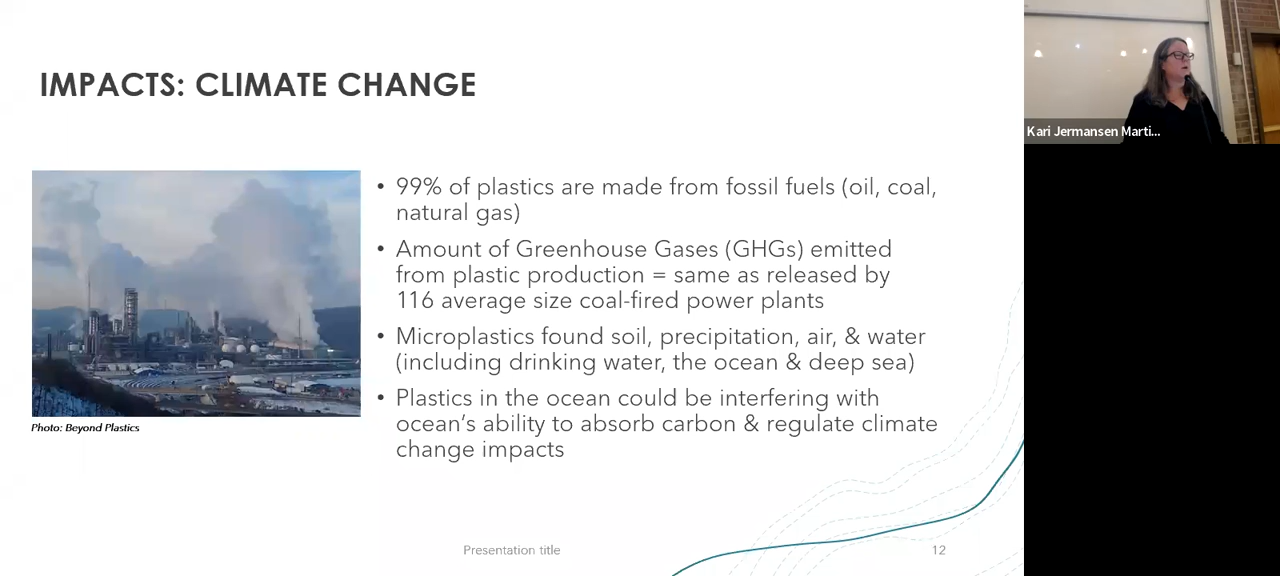 IMPACTS: CLIMATE CHANGE
• 99% of plastics are made from fossil fuels (oil, coal,
natural gas)
• Amount of Greenhouse Gases (GHGs) emitted
from plastic production = same as released by
116 average size coal-fired power plants
• Microplastics found soil, precipitation, air, & water
(including drinking water, the ocean & deep sea)
• Plastics in the ocean could be interfering with
ocean's ability to absorb carbon & regulate climate
change impacts
Photo: Beyond Plastics
Presentation title
12
Kari Jermansen Marti...